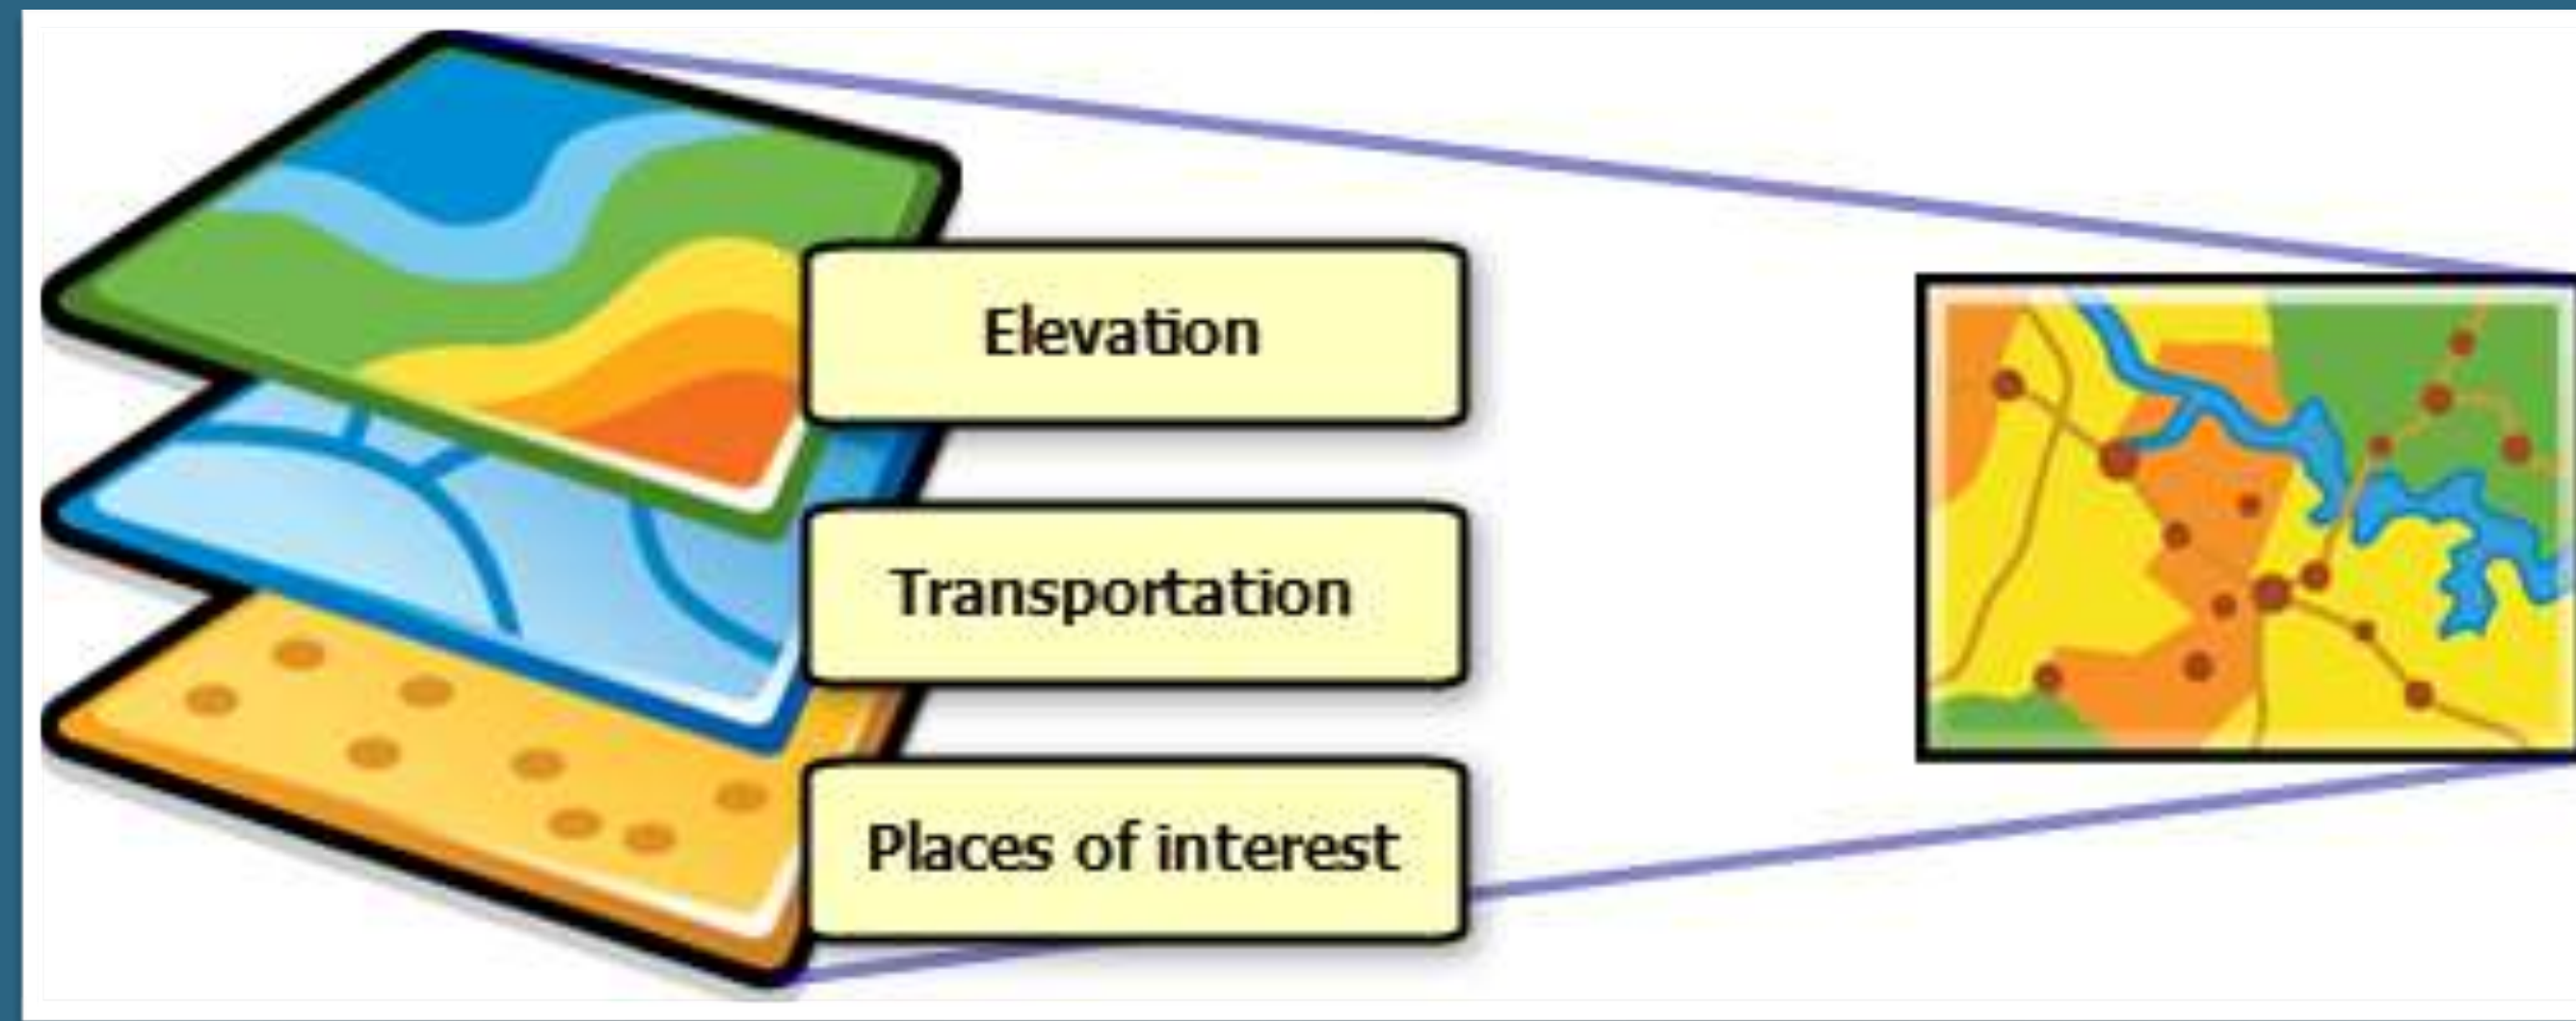 Elevation
Transportation
Places of interest